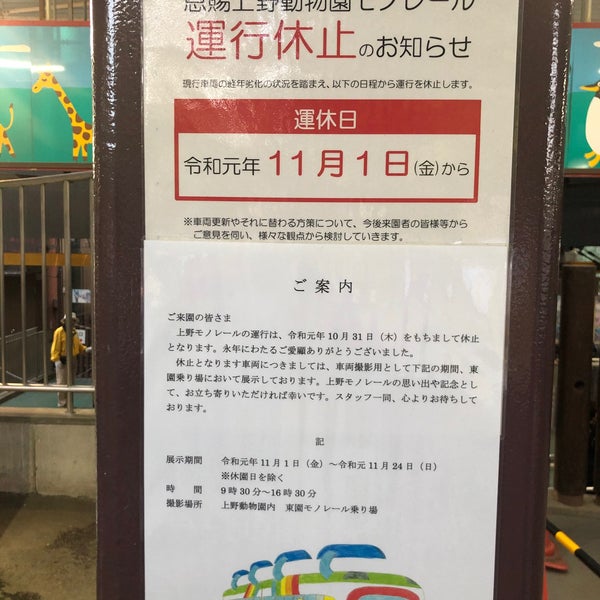 恩賜上野動物園モノレール
運行休止のお知らせ
現行車両の経年劣化の状況を踏まえ、以下の日程から運行を休止します。
運休日
令和元年 11月1日(金)から
※車両更新やそれに替わる方策について、今後来園者の皆様等から
ご意見を伺い、様々な観点から検討していきます。
ご案内
ご来園の皆さま
上野モノレールの運行は、令和元年10月31日(木)をもちまして休止
となります。永年にわたるご愛顧ありがとうございました。
休止となります車両につきましては、車両撮影用として下記の期間、東
園乗り場において展示しております。上野モノレールの思い出や記念とし
て、お立ち寄りいただければ幸いです。スタッフ一同、心よりお待ちして
おります。
記
展示期間 令和元年11月1日(金)～令和元年11月24日(日)
※休園日を除く
時間 9時30分～16時30分
撮影場所 上野動物園内 東園モノレール乗り場